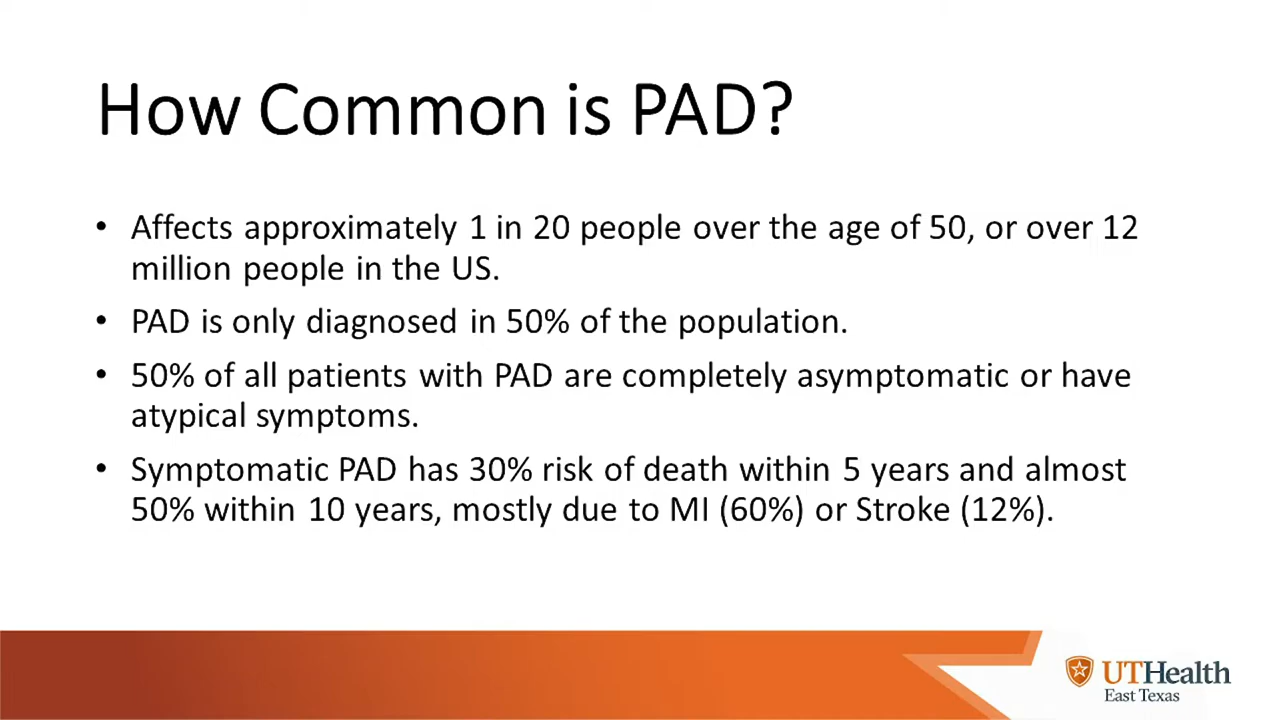 How Common is PAD?
• Affects approximately 1 in 20 people over the age of 50, or over 12
million people in the US.
• PAD is only diagnosed in 50% of the population.
• 50% of all patients with PAD are completely asymptomatic or have
atypical symptoms.
• Symptomatic PAD has 30% risk of death within 5 years and almost
50% within 10 years, mostly due to MI (60%) or Stroke (12%).
UTHealth
East Texas